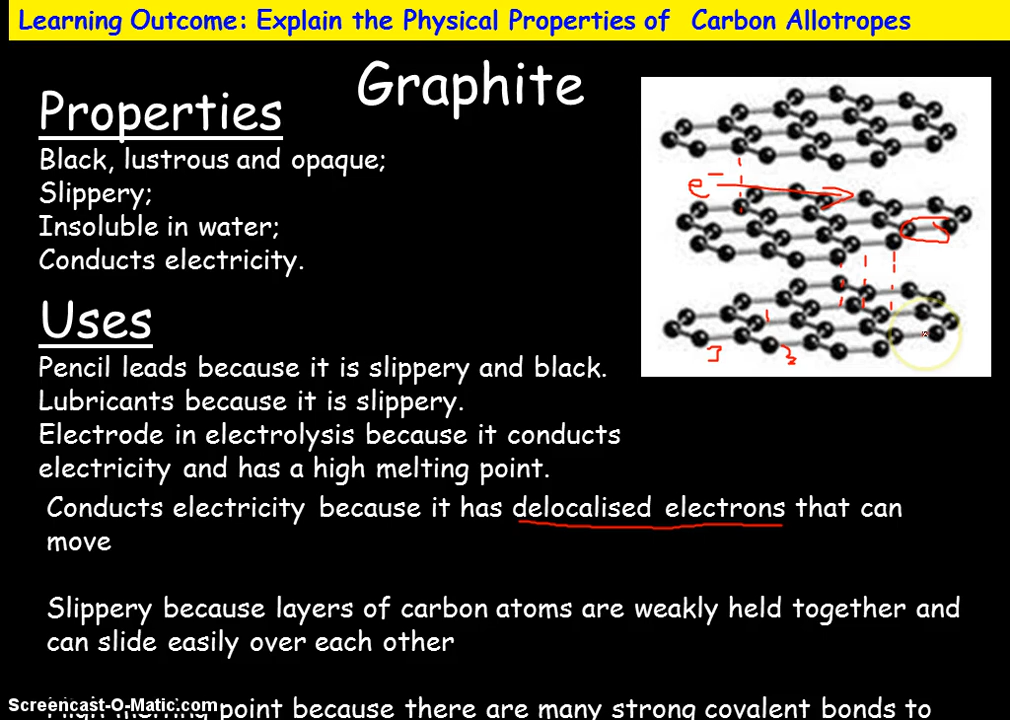 Learning Outcome: Explain the Physical Properties of Carbon Allotropes
Graphite
Properties
Black, lustrous and opaque;
Slippery;
Insoluble in water;
Conducts electricity.
e⁻
1
3
2
Uses
Pencil leads because it is slippery and black.
Lubricants because it is slippery.
Electrode in electrolysis because it conducts
electricity and has a high melting point.
Conducts electricity because it has delocalised electrons that can
move
Slippery because layers of carbon atoms are weakly held together and
can slide easily over each other
High melting point because there are many strong covalent bonds to
Screencast-O-Matic.com